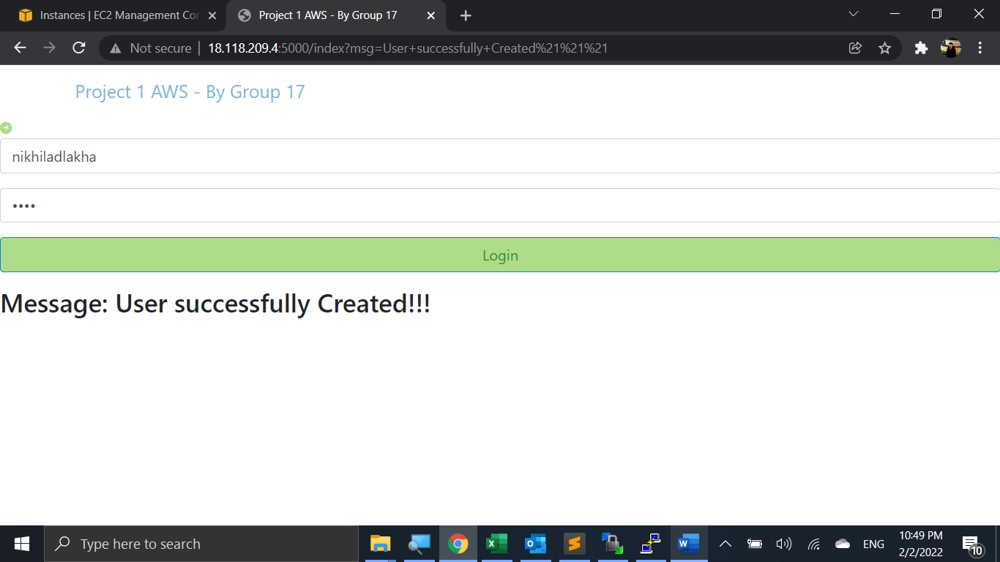 Instances | EC2 Management Con
Project 1 AWS - By Group 17
Not secure
18.118.209.4:5000/index?msg=User+successfully+Created%21%21%21
Project 1 AWS - By Group 17
nikhiladlakha
••••
Login
Message: User successfully Created!!!
Type here to search
ENG
10:49 PM
2/2/2022
10